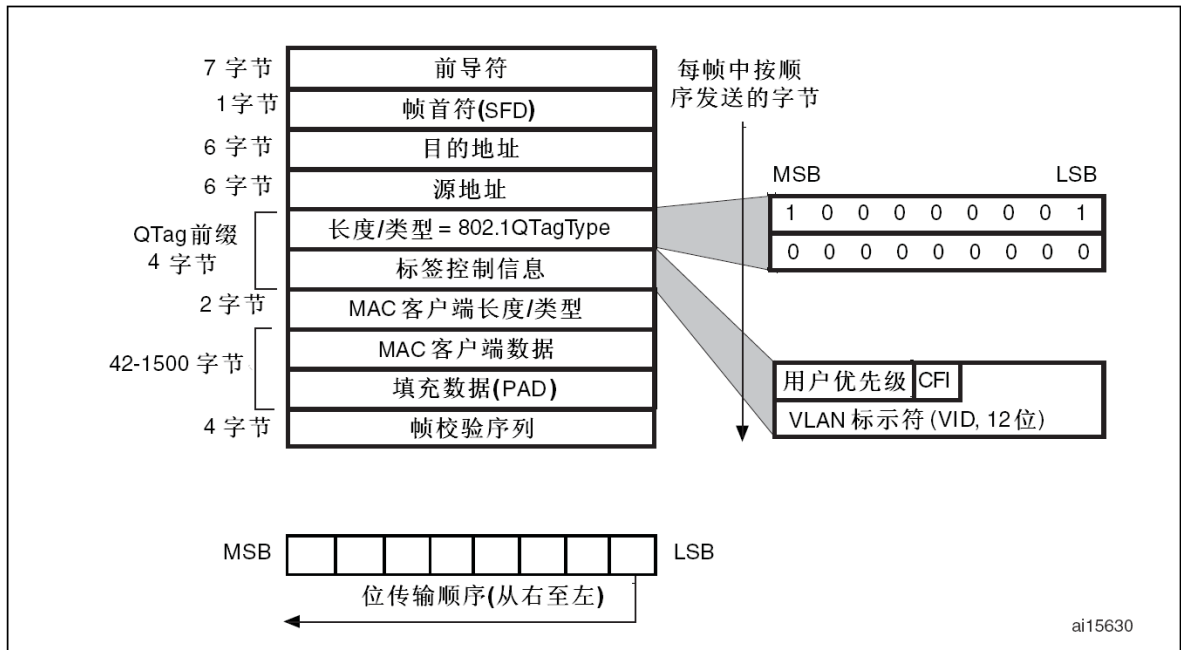 7 字节
前导符
1字节
帧首符(SFD)
6 字节
目的地址
6 字节
源地址
QTag前缀
4 字节
长度/类型 = 802.1QTagType
标签控制信息
2 字节
MAC 客户端长度/类型
42-1500 字节
MAC 客户端数据
填充数据(PAD)
4 字节
帧校验序列
每帧中按顺
序发送的字节
MSB LSB
1 0 0 0 0 0 0 0 1
0 0 0 0 0 0 0 0 0
用户优先级 CFI
VLAN 标示符 (VID, 12位)
MSB LSB
位传输顺序(从右至左)
ai15630